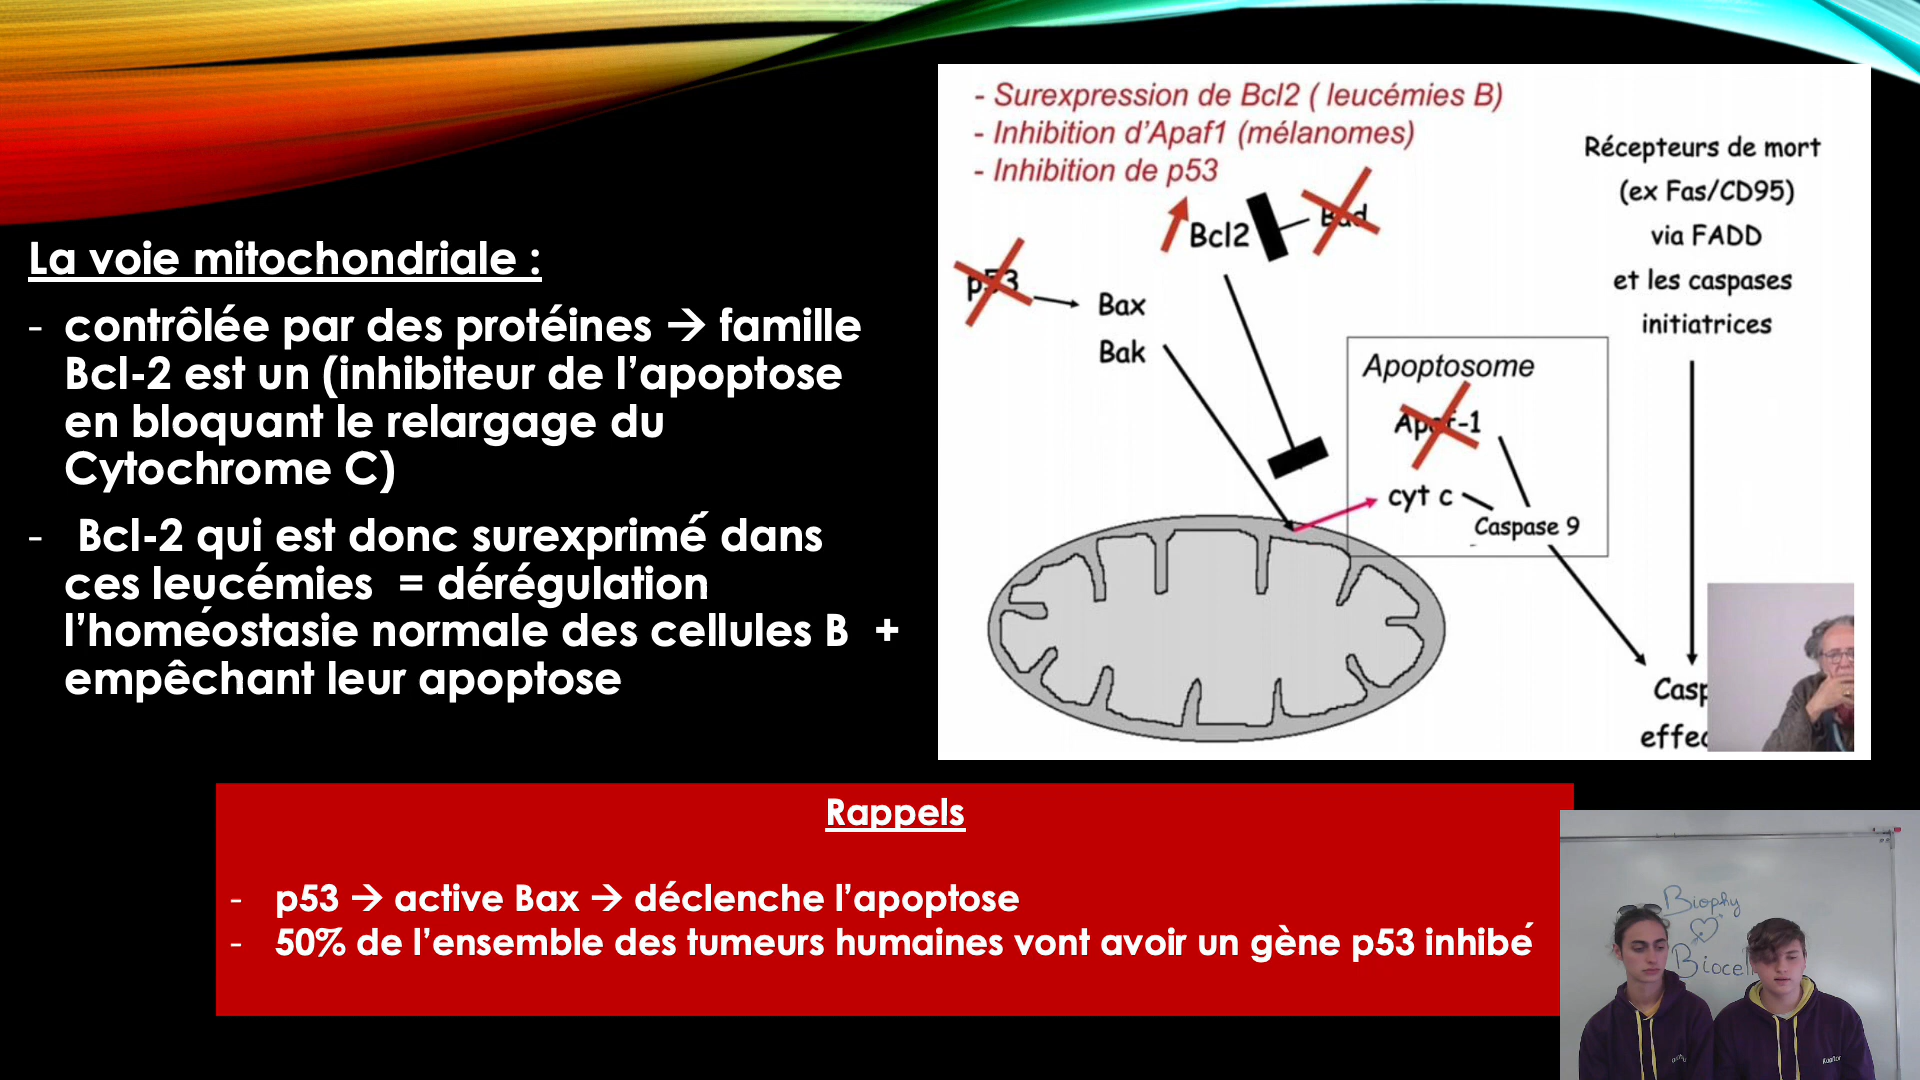 La voie mitochondriale :
- contrôlée par des protéines → famille
Bcl-2 est un (inhibiteur de l'apoptose
en bloquant le relargage du
Cytochrome C)
- Bcl-2 qui est donc surexprimé dans
ces leucémies = dérégulation
l'homéostasie normale des cellules B +
empêchant leur apoptose
- Surexpression de Bcl2 ( leucémies B)
- Inhibition d'Apaf1 (mélanomes)
- Inhibition de p53
Récepteurs de mort
(ex Fas/CD95)
via FADD
et les caspases
initiatrices
Bcl2
Bad
p53
Bax
Bak
Apoptosome
Apaf-1
cyt c
Caspase 9
Rappels
- p53 → active Bax → déclenche l'apoptose
- 50% de l'ensemble des tumeurs humaines vont avoir un gène p53 inhibé
Biophy